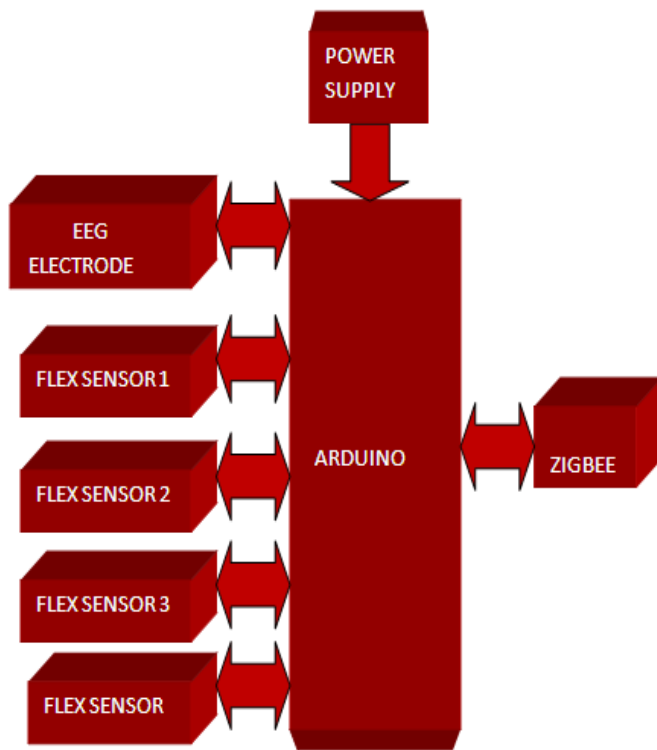 POWER
SUPPLY
EEG
ELECTRODE
FLEX SENSOR 1
FLEX SENSOR 2
FLEX SENSOR 3
FLEX SENSOR
ARDUINO
ZIGBEE